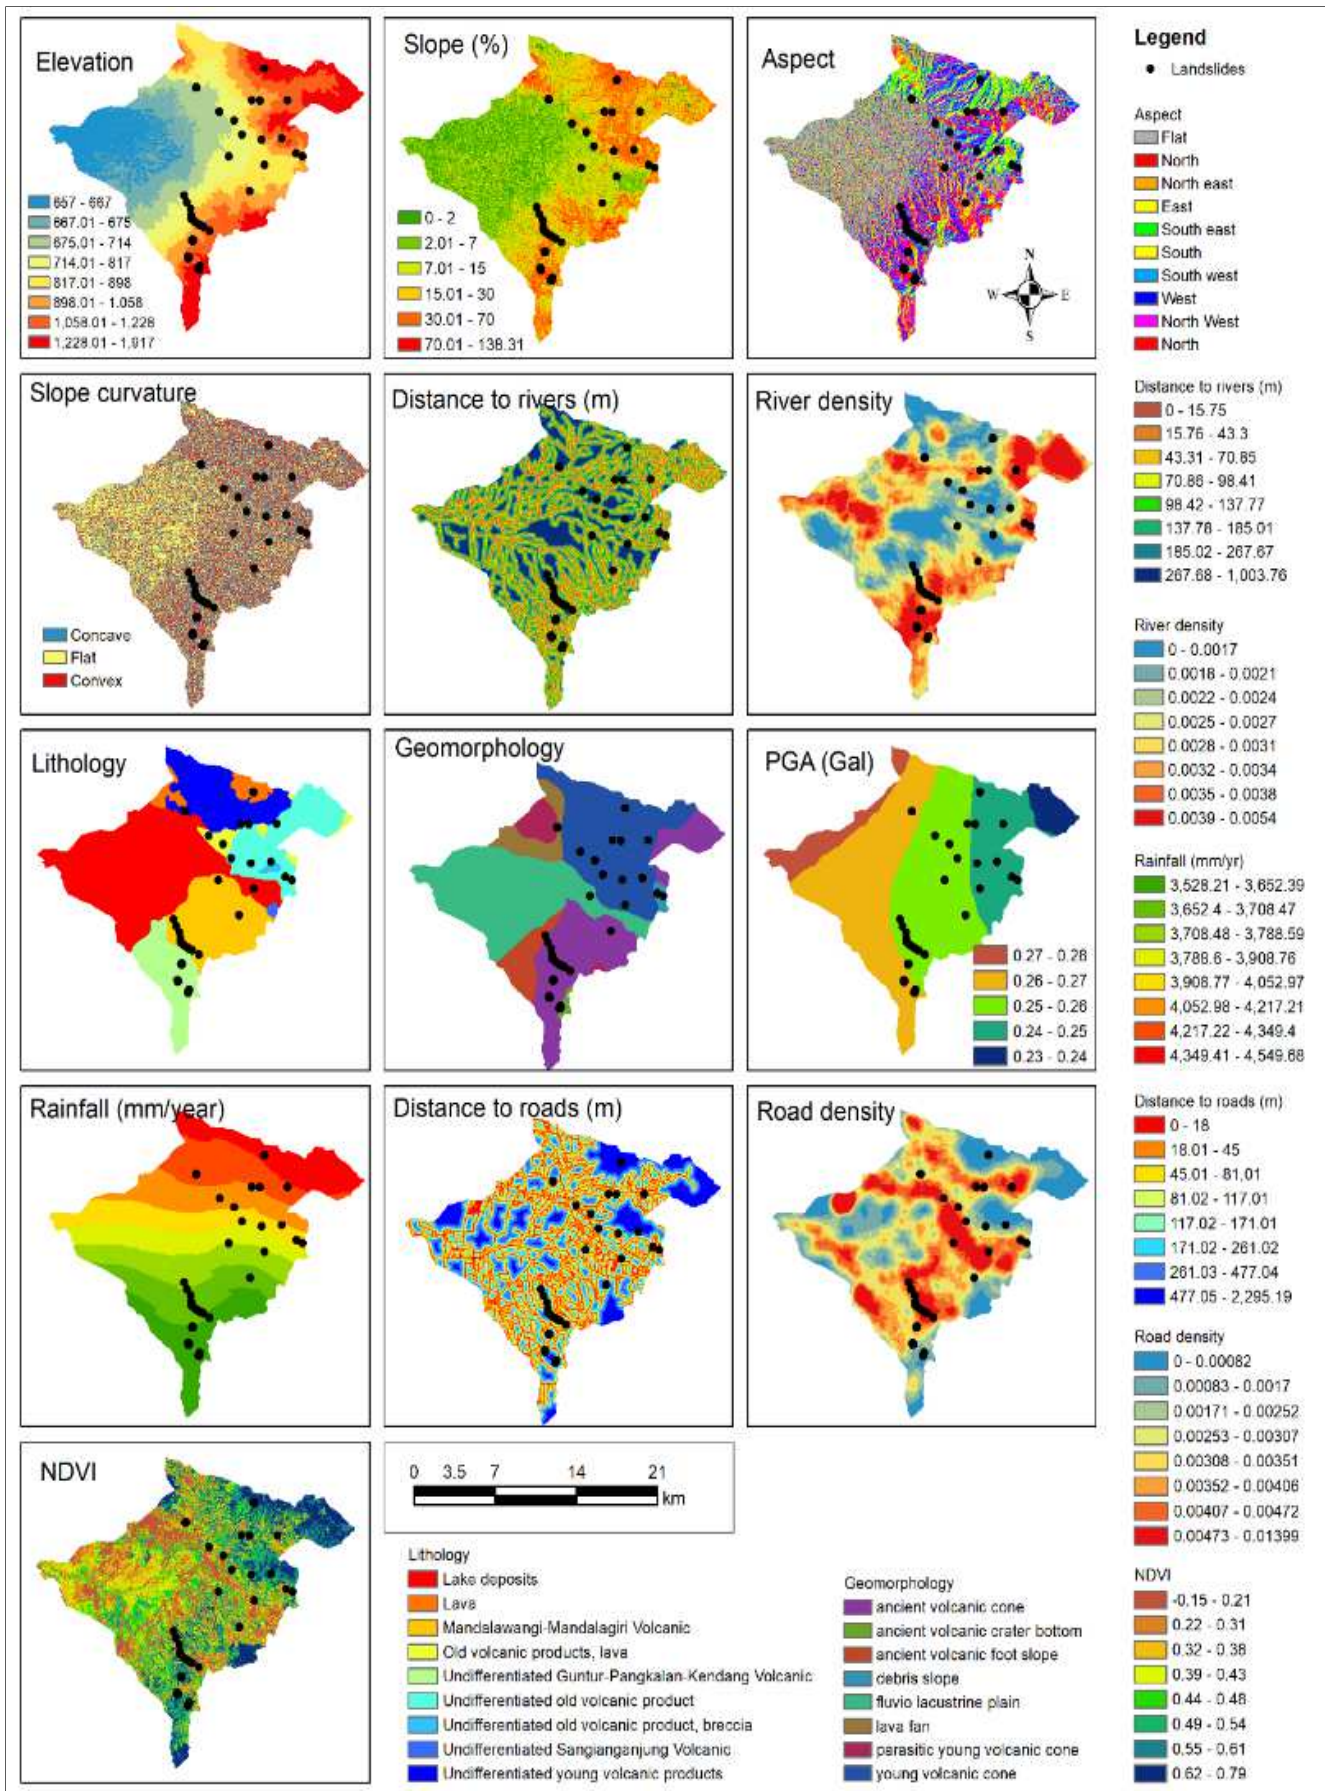 Elevation
657 - 667
667.01 - 675
675.01 - 714
714.01 - 817
817.01 - 898
898.01 - 1.058
1,058.01 - 1,228
1,228.01 - 1,917
Slope (%)
0 - 2
2.01 - 7
7.01 - 15
15.01 - 30
30.01 - 70
70.01 - 138.31
Aspect
N
W E
S
Slope curvature
Concave
Flat
Convex
Distance to rivers (m)
River density
Lithology
Geomorphology
PGA (Gal)
0.27 - 0.28
0.26 - 0.27
0.25 - 0.26
0.24 - 0.25
0.23 - 0.24
Rainfall (mm/year)
Distance to roads (m)
Road density
NDVI
0 3.5 7 14 21
km
Lithology
Lake deposits
Lava
Mandalawangi-Mandalagiri Volcanic
Old volcanic products, lava
Undifferentiated Guntur-Pangkalan-Kendang Volcanic
Undifferentiated old volcanic product
Undifferentiated old volcanic product, breccia
Undifferentiated Sangianganjung Volcanic
Undifferentiated young volcanic products
Geomorphology
ancient volcanic cone
ancient volcanic crater bottom
ancient volcanic foot slope
debris slope
fluvio lacustrine plain
lava fan
parasitic young volcanic cone
young volcanic cone
Legend
Landslides
Aspect
Flat
North
North east
East
South east
South
South west
West
North West
North
Distance to rivers (m)
0 - 15.75
15.76 - 43.3
43.31 - 70.85
70.86 - 98.41
98.42 - 137.77
137.78 - 185.01
185.02 - 267.67
267.68 - 1,003.76
River density
0 - 0.0017
0.0018 - 0.0021
0.0022 - 0.0024
0.0025 - 0.0027
0.0028 - 0.0031
0.0032 - 0.0034
0.0035 - 0.0038
0.0039 - 0.0054
Rainfall (mm/yr)
3,528.21 - 3,652.39
3,652.4 - 3,708.47
3,708.48 - 3,788.59
3,788.6 - 3,908.76
3,908.77 - 4,052.97
4,052.98 - 4,217.21
4,217.22 - 4,349.4
4,349.41 - 4,549.68
Distance to roads (m)
0 - 18
18.01 - 45
45.01 - 81.01
81.02 - 117.01
117.02 - 171.01
171.02 - 261.02
261.03 - 477.04
477.05 - 2,295.19
Road density
0 - 0.00082
0.00083 - 0.0017
0.00171 - 0.00252
0.00253 - 0.00307
0.00308 - 0.00351
0.00352 - 0.00406
0.00407 - 0.00472
0.00473 - 0.01399
NDVI
-0.15 - 0.21
0.22 - 0.31
0.32 - 0.38
0.39 - 0.43
0.44 - 0.48
0.49 - 0.54
0.55 - 0.61
0.62 - 0.79